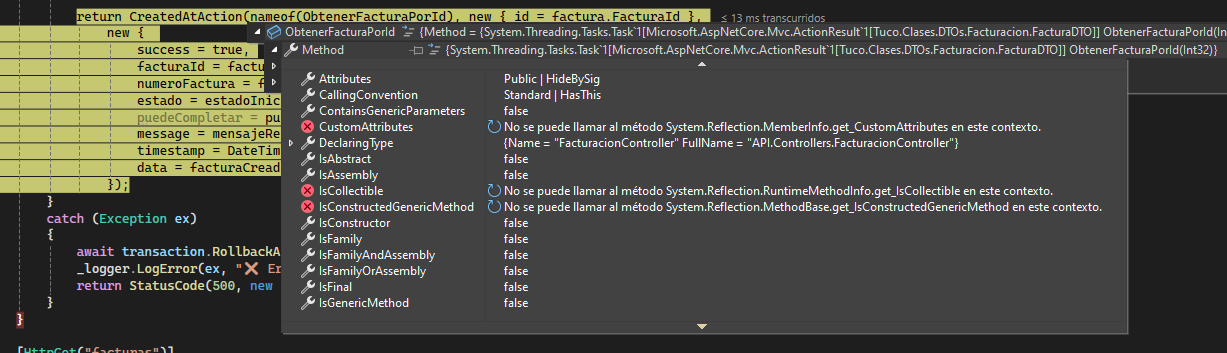 return CreatedAtAction(nameof(ObtenerFacturaPorId), new { id = factura.FacturaId }, ≤ 13 ms transcurridos
new {
ObtenerFacturaPorId {Method = {System.Threading.Tasks.Task`1[Microsoft.AspNetCore.Mvc.ActionResult`1[Tuco.Clases.DTOs.Facturacion.FacturaDTO]] ObtenerFacturaPorId(Int
success = true,
Method {System.Threading.Tasks.Task`1[Microsoft.AspNetCore.Mvc.ActionResult`1[Tuco.Clases.DTOs.Facturacion.FacturaDTO]] ObtenerFacturaPorId(Int32)}
facturaId = factu
numeroFactura = f
estado = estadoInic
puedeCompletar = pu
message = mensajeRe
timestamp = DateTim
data = facturaCread
});
}
catch (Exception ex)
{
await transaction.RollbackA
_logger.LogError(ex, "❌ Er
return StatusCode(500, new
}
}
[HttpGet("facturas")]
Attributes Public | HideBySig
CallingConvention Standard | HasThis
ContainsGenericParameters false
CustomAttributes No se puede llamar al método System.Reflection.MemberInfo.get_CustomAttributes en este contexto.
DeclaringType {Name = "FacturacionController" FullName = "API.Controllers.FacturacionController"}
IsAbstract false
IsAssembly false
IsCollectible No se puede llamar al método System.Reflection.RuntimeMethodInfo.get_IsCollectible en este contexto.
IsConstructedGenericMethod No se puede llamar al método System.Reflection.MethodBase.get_IsConstructedGenericMethod en este contexto.
IsConstructor false
IsFamily false
IsFamilyAndAssembly false
IsFamilyOrAssembly false
IsFinal false
IsGenericMethod false